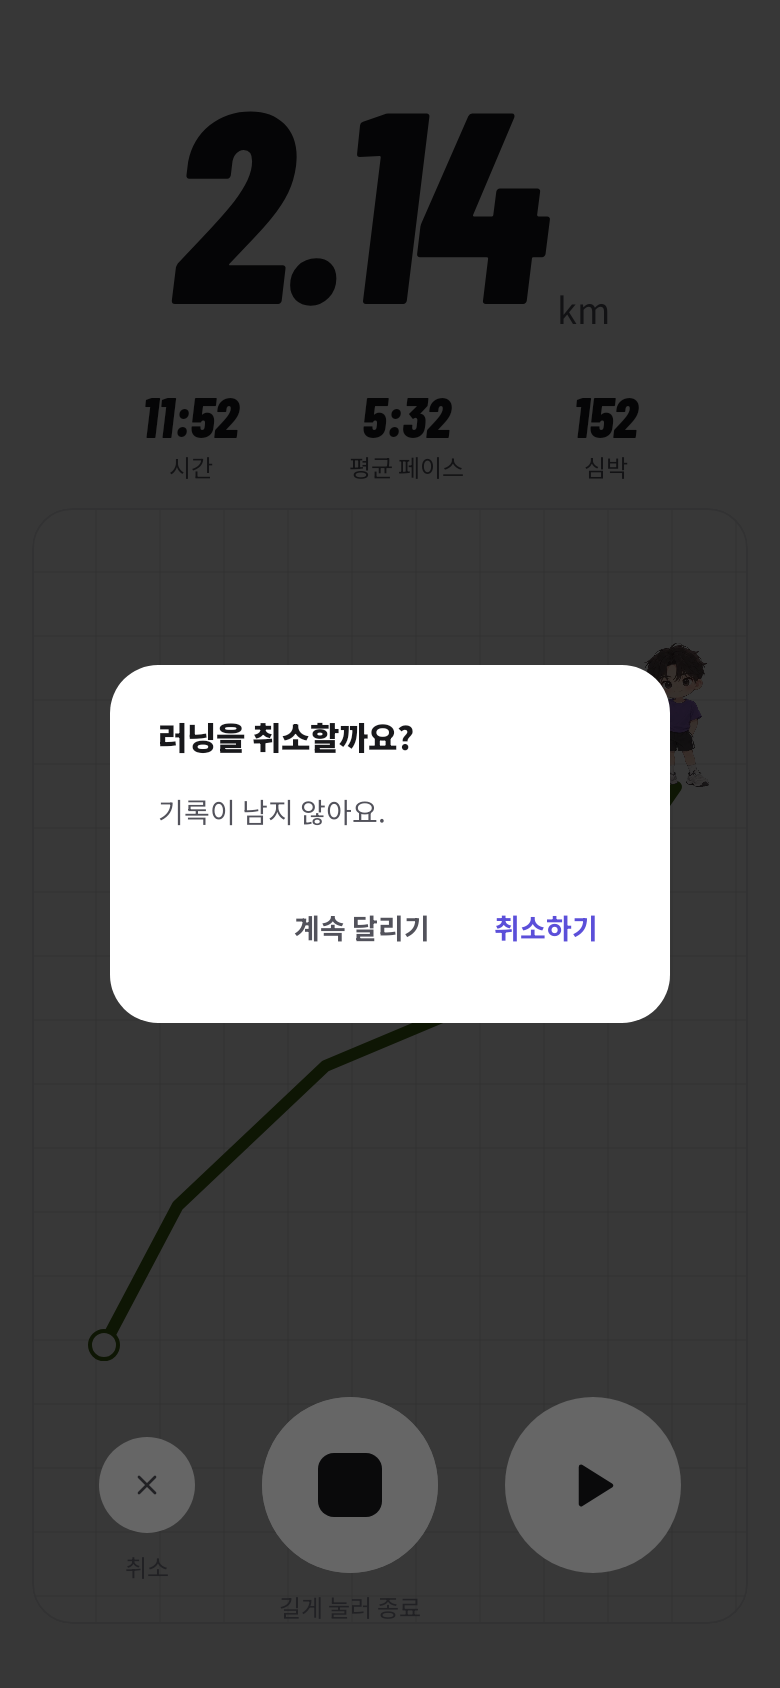 2.14 km
11:52 5:32 152
시간 평균 페이스 심박
러닝을 취소할까요?
기록이 남지 않아요.
계속 달리기 취소하기
취소
길게 눌러 종료